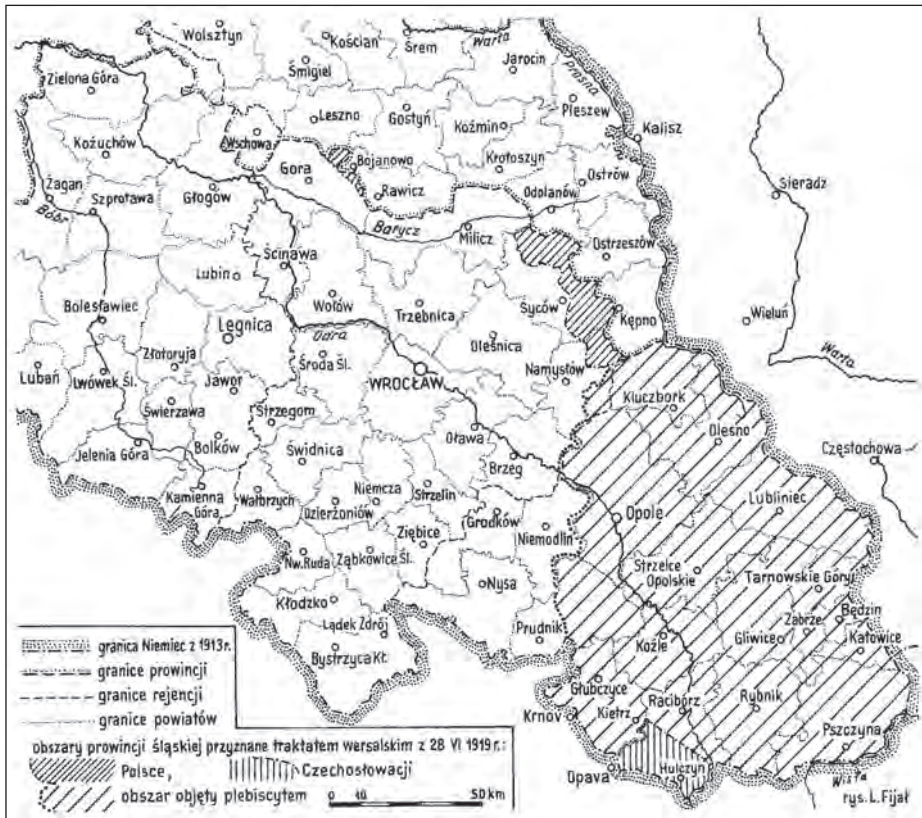 Wolsztyn
Kościan
Śrem
Warta
Jarocin
Prosna
Zielona Góra
Śmigiel
Leszno
Gostyń
Koźmin
Pleszew
Kalisz
Wschowa
Kożuchów
Góra
Bojanowo
Krotoszyn
Ostrów
Sieradz
Żagań
Szprotawa
Głogów
Rawicz
Odolanów
Bóbr
Barycz
Milicz
Ostrzeszów
Ścinawa
Lubin
Bolesławiec
Wołów
Trzebnica
Syców
Kępno
Wieluń
Legnica
Oleśnica
Warta
Złotoryja
Odra
Środa Śl.
Namysłów
Lubań
Lwówek Śl.
Jawor
WROCŁAW
Kluczbork
Świerzawa
Strzegom
Olesno
Bolków
Świdnica
Oława
Częstochowa
Jelenia Góra
Brzeg
Kamienna
Góra
Wałbrzych
Niemcza
Strzelin
Lubliniec
Dzierżoniów
Grodków
Opole
Ziębice
Niemodlin
Nw. Ruda
Ząbkowice Śl.
Strzelce
Opolskie
Tarnowskie Góry
Nysa
Kłodzko
Zabrze
Będzin
Lądek Zdrój
Prudnik
Koźle
Gliwice
Katowice
Bystrzyca Kł.
Głubczyce
Racibórz
Rybnik
Krnov
Kietrz
Pszczyna
Opava
Hulczyn
Wisła
rys. L. Fijał
granica Niemiec z 1913r.
granice prowincji
granice rejencji
granice powiatów
obszary prowincji śląskiej przyznane traktatem wersalskim z 28 VI 1919 r.:
Polsce,
Czechosłowacji
obszar objęty plebiscytem
0 10 50 km